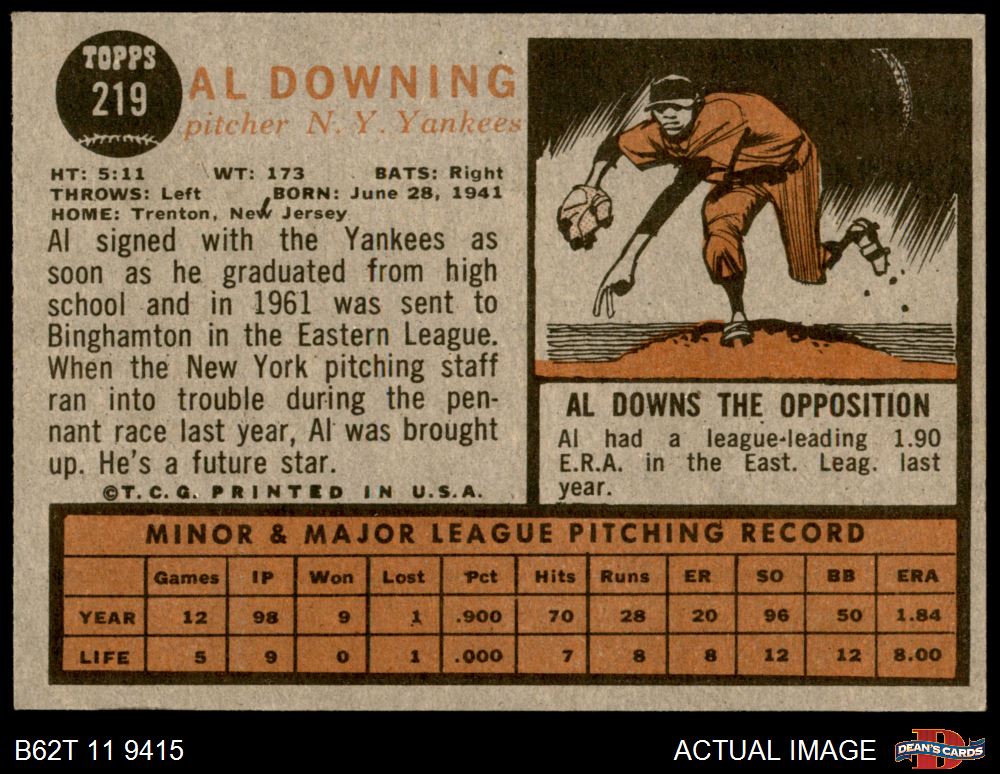 TOPPS
219
AL DOWNING
pitcher N. Y. Yankees
HT: 5:11 WT: 173 BATS: Right
THROWS: Left BORN: June 28, 1941
HOME: Trenton, New Jersey
Al signed with the Yankees as
soon as he graduated from high
school and in 1961 was sent to
Binghamton in the Eastern League.
When the New York pitching staff
ran into trouble during the pen-
nant race last year, Al was brought
up. He's a future star.
©T. C. G. PRINTED IN U.S.A.
AL DOWNS THE OPPOSITION
Al had a league-leading 1.90
E.R.A. in the East. Leag. last
year.
MINOR & MAJOR LEAGUE PITCHING RECORD
Games IP Won Lost Pct Hits Runs ER SO BB ERA
YEAR 12 98 9 1 .900 70 28 20 96 50 1.84
LIFE 5 9 0 1 .000 7 8 8 12 12 8.00
B62T 11 9415
ACTUAL IMAGE
D
DEAN'S CARDS